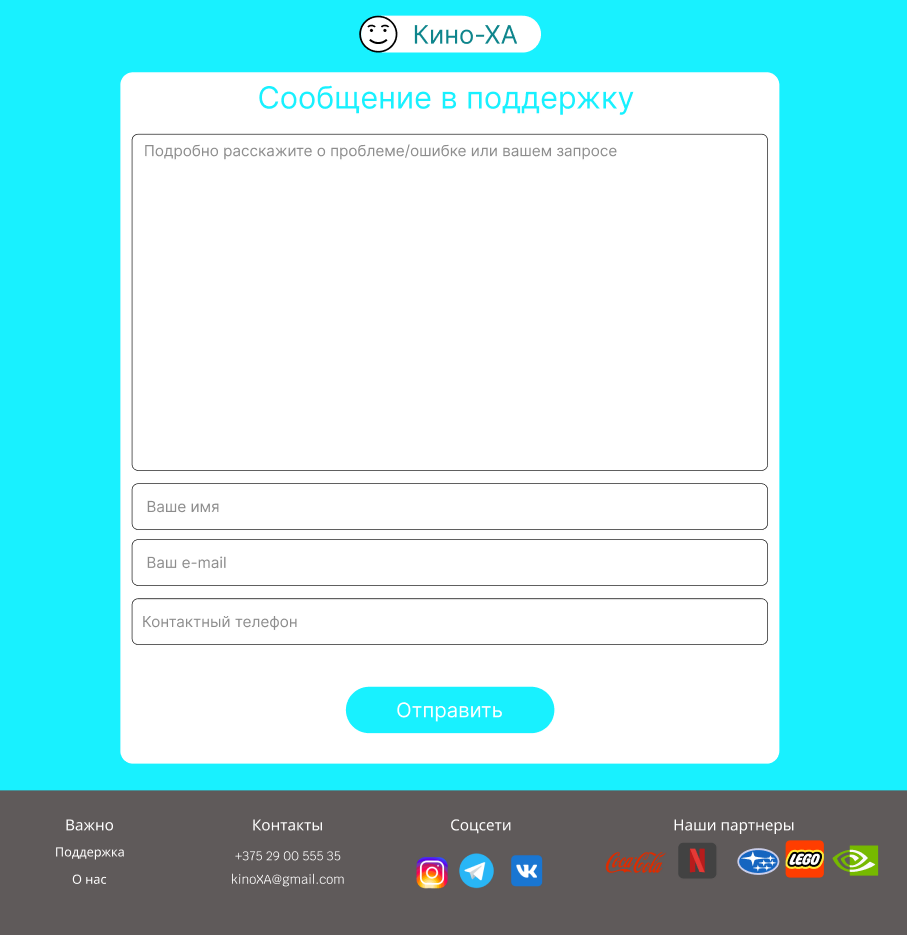 Кино-ХА
Сообщение в поддержку
Подробно расскажите о проблеме/ошибке или вашем запросе
Ваше имя
Ваш e-mail
Контактный телефон
Отправить
Важно
Контакты
Соцсети
Наши партнеры
Поддержка
+375 29 00 555 35
О нас
kinoXA@gmail.com
Coca-Cola
N
LEGO